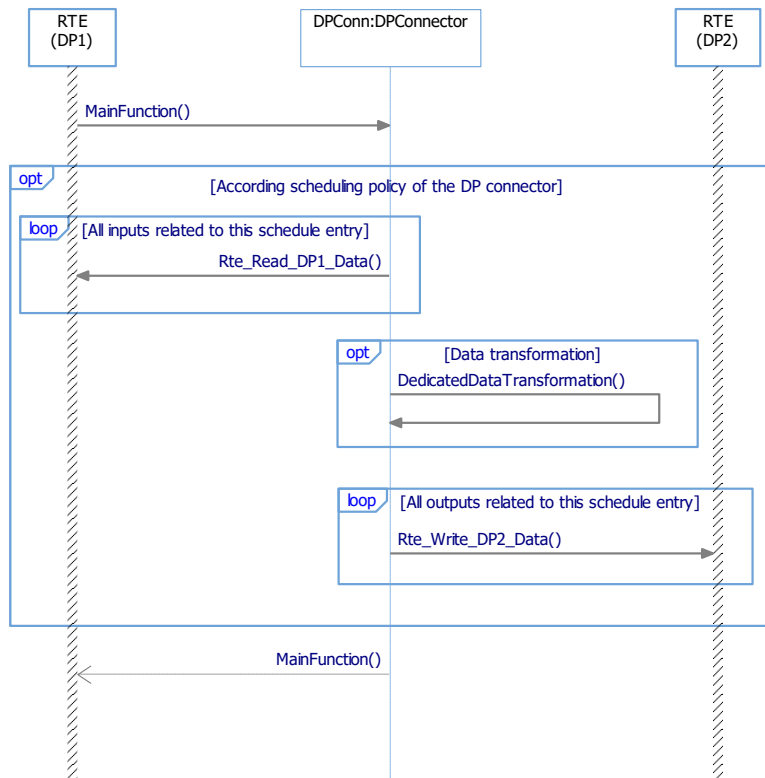 RTE
(DP1)
DPConn:DPConnector
RTE
(DP2)
MainFunction()
opt
[According scheduling policy of the DP connector]
loop
[All inputs related to this schedule entry]
Rte_Read_DP1_Data()
opt
[Data transformation]
DedicatedDataTransformation()
loop
[All outputs related to this schedule entry]
Rte_Write_DP2_Data()
MainFunction()